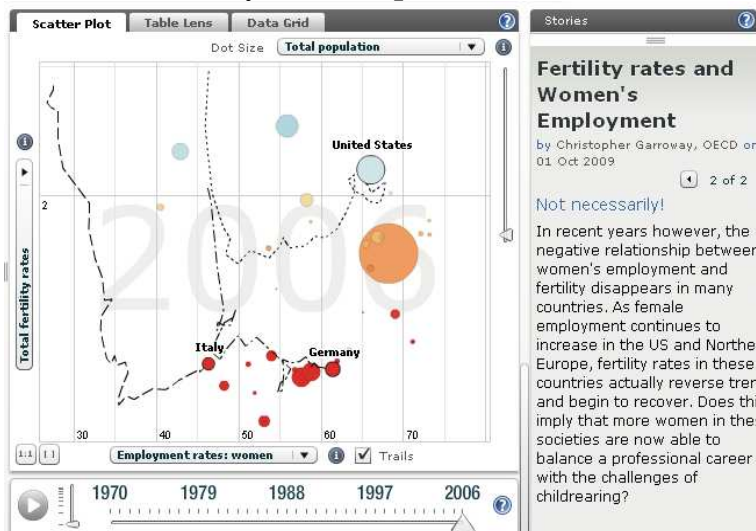 Scatter Plot Table Lens Data Grid ?
Dot Size Total population i
United States
2
2006
Total fertility rates
Italy
Germany
30 40 50 60 70
1:1 [ ] Employment rates: women i Trails
1970 1979 1988 1997 2006 ?
Stories ?
Fertility rates and
Women's
Employment
by Christopher Garroway, OECD on
01 Oct 2009
2 of 2
Not necessarily!
In recent years however, the
negative relationship between
women's employment and
fertility disappears in many
countries. As female
employment continues to
increase in the US and Northe
Europe, fertility rates in these
countries actually reverse tren
and begin to recover. Does thi
imply that more women in the
societies are now able to
balance a professional career
with the challenges of
childrearing?